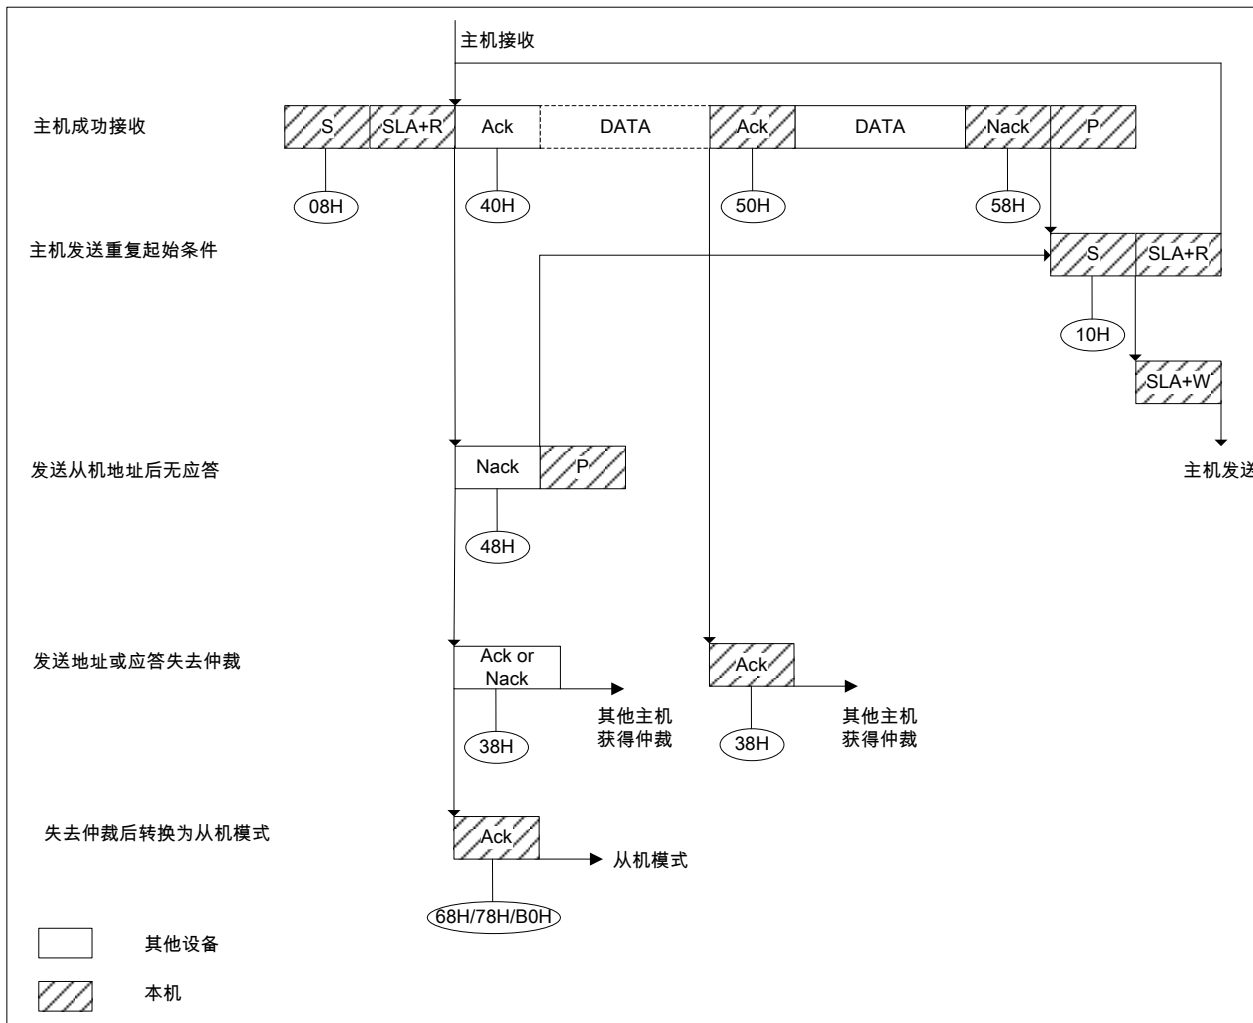 主机接收
主机成功接收 S SLA+R Ack DATA Ack DATA Nack P
08H 40H 50H 58H
主机发送重复起始条件 S SLA+R
10H
SLA+W
发送从机地址后无应答 Nack P 主机发送
48H
发送地址或应答失去仲裁 Ack or Nack Ack
其他主机获得仲裁 其他主机获得仲裁
38H 38H
失去仲裁后转换为从机模式 Ack 从机模式
68H/78H/B0H
其他设备
本机